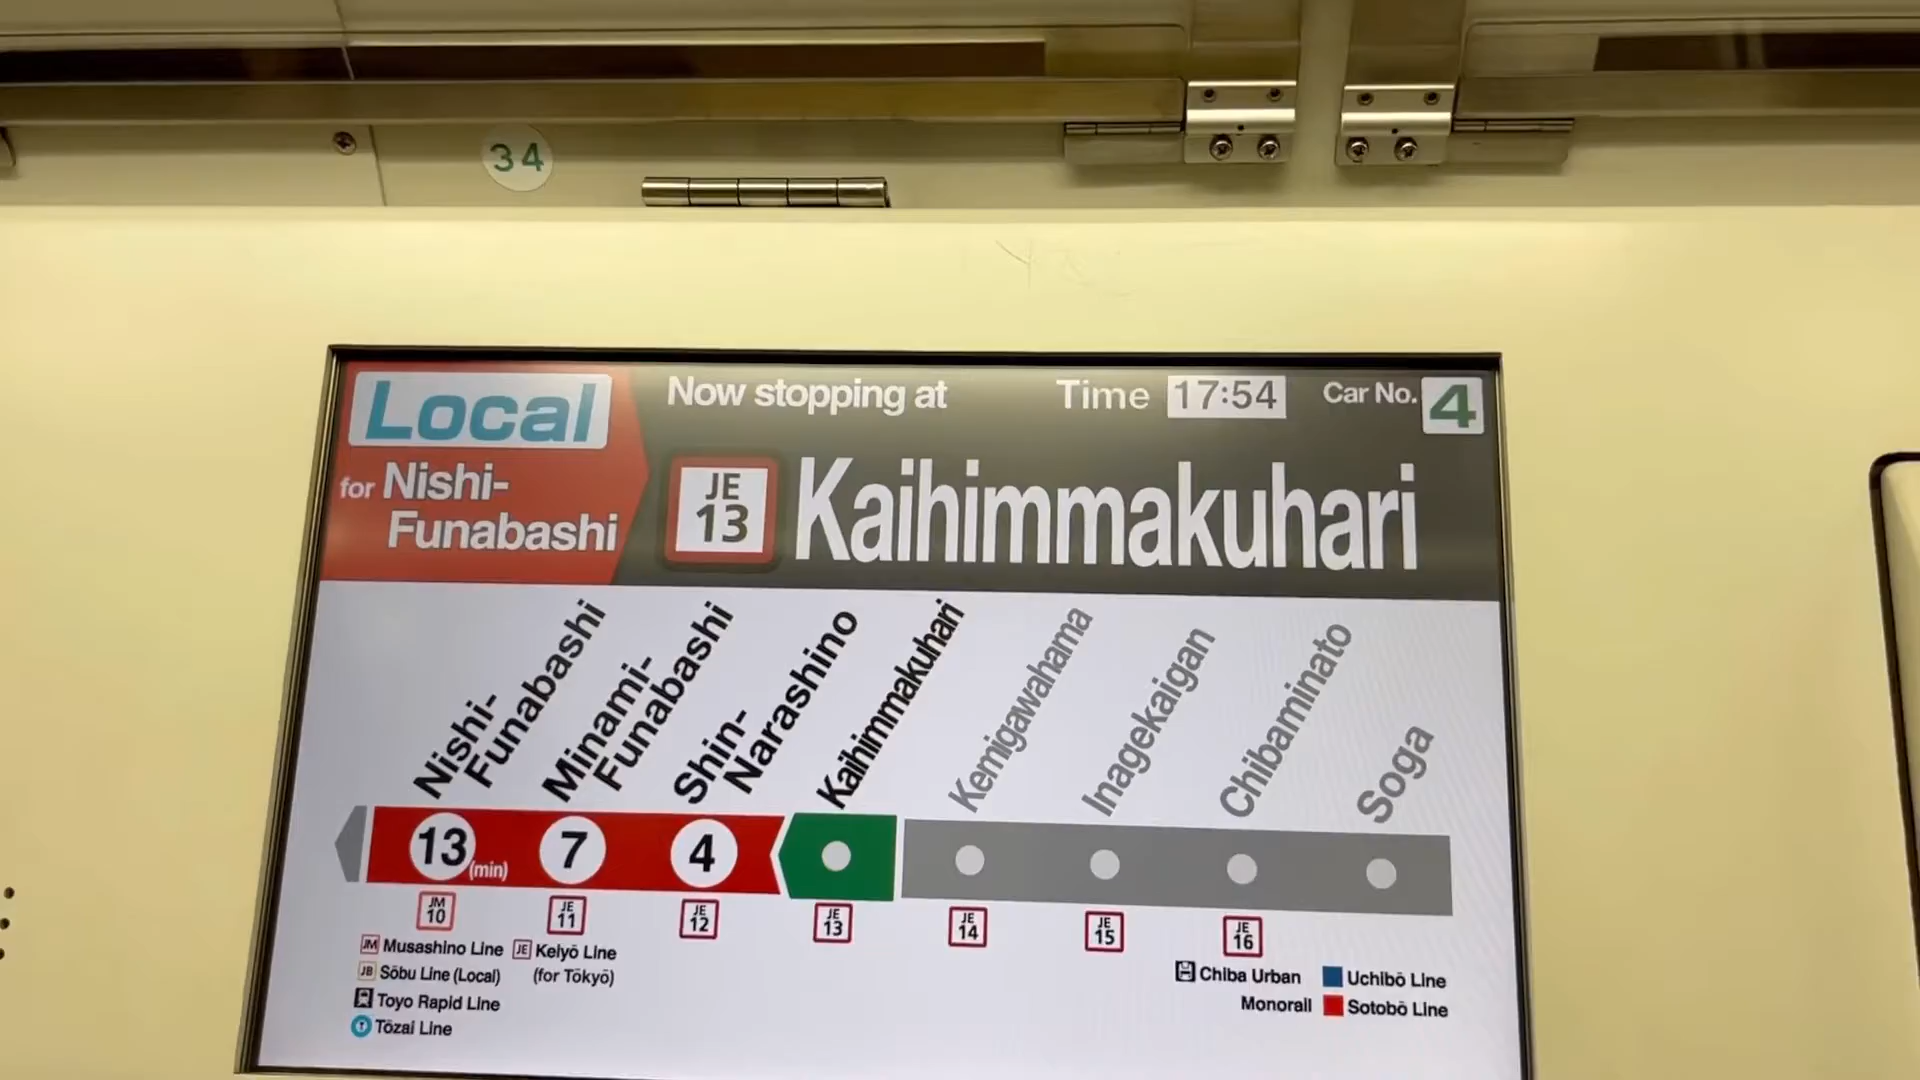 34
Local
for Nishi-
Funabashi
Now stopping at
Time 17:54
Car No. 4
JE
13
Kaihimmakuhari
Nishi-
Funabashi
Minami-
Funabashi
Shin-
Narashino
Kaihimmakuhari
Kemigawahama
Inagekaigan
Chibaminato
Soga
13 (min) 7 4
JM
10
JE
11
JE
12
JE
13
JE
14
JE
15
JE
16
JM Musashino Line
JB Sōbu Line (Local)
Toyo Rapid Line
T Tōzai Line
JE Keiyō Line
(for Tōkyō)
Chiba Urban
Monorail
Uchibō Line
Sotobō Line